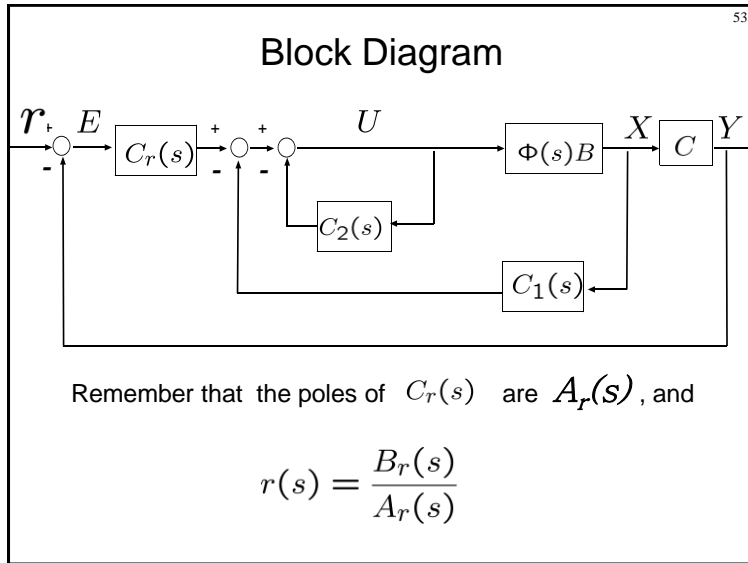 53
Block Diagram
r + E C_r(s) + + U Φ(s)B X C Y
- - -
C_2(s)
C_1(s)
Remember that the poles of C_r(s) are A_r(s) , and
r(s) = B_r(s) / A_r(s)